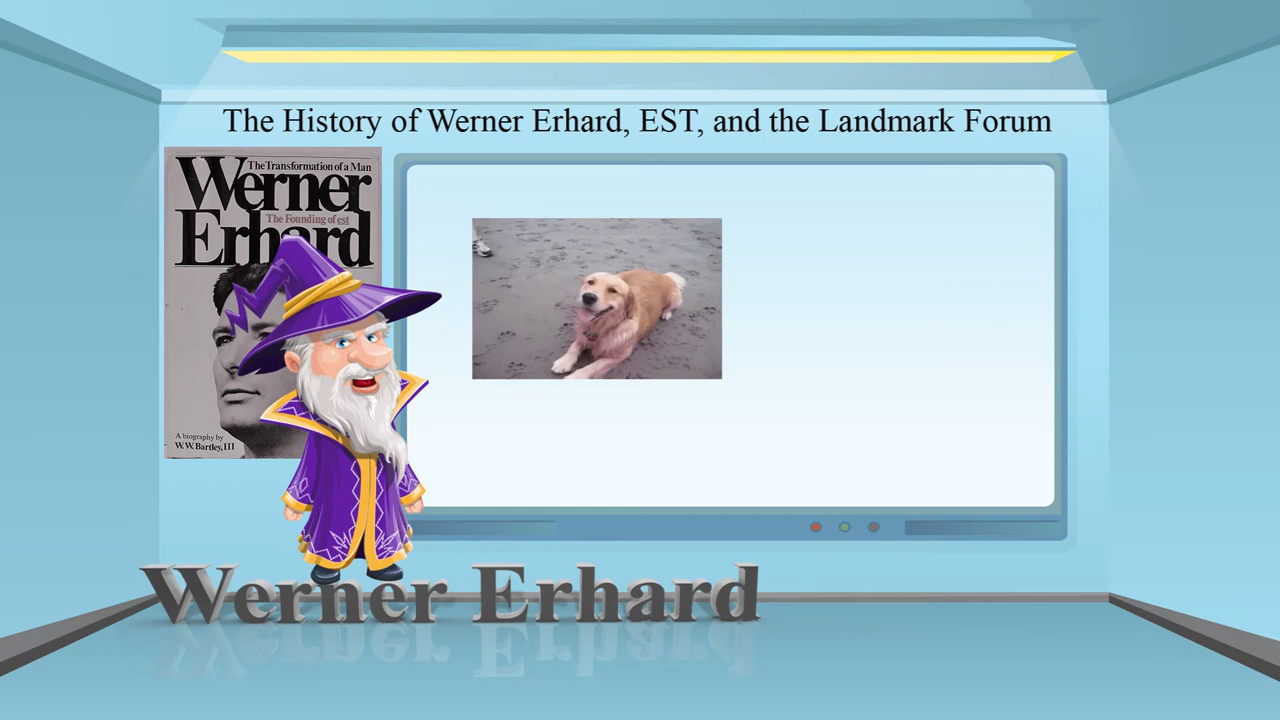 The History of Werner Erhard, EST, and the Landmark Forum
The Transformation of a Man
Werner
The Founding of est
Erhard
A biography by
W.W. Bartley, III
Werner Erhard